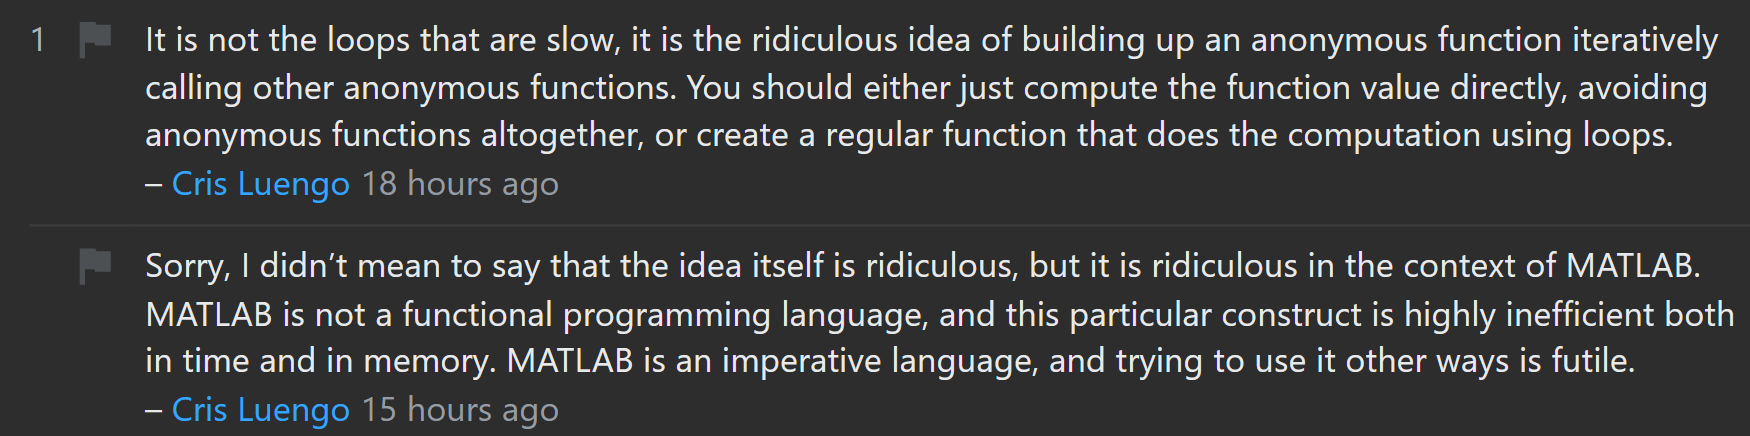 1 It is not the loops that are slow, it is the ridiculous idea of building up an anonymous function iteratively
calling other anonymous functions. You should either just compute the function value directly, avoiding
anonymous functions altogether, or create a regular function that does the computation using loops.
– Cris Luengo 18 hours ago
Sorry, I didn’t mean to say that the idea itself is ridiculous, but it is ridiculous in the context of MATLAB.
MATLAB is not a functional programming language, and this particular construct is highly inefficient both
in time and in memory. MATLAB is an imperative language, and trying to use it other ways is futile.
– Cris Luengo 15 hours ago